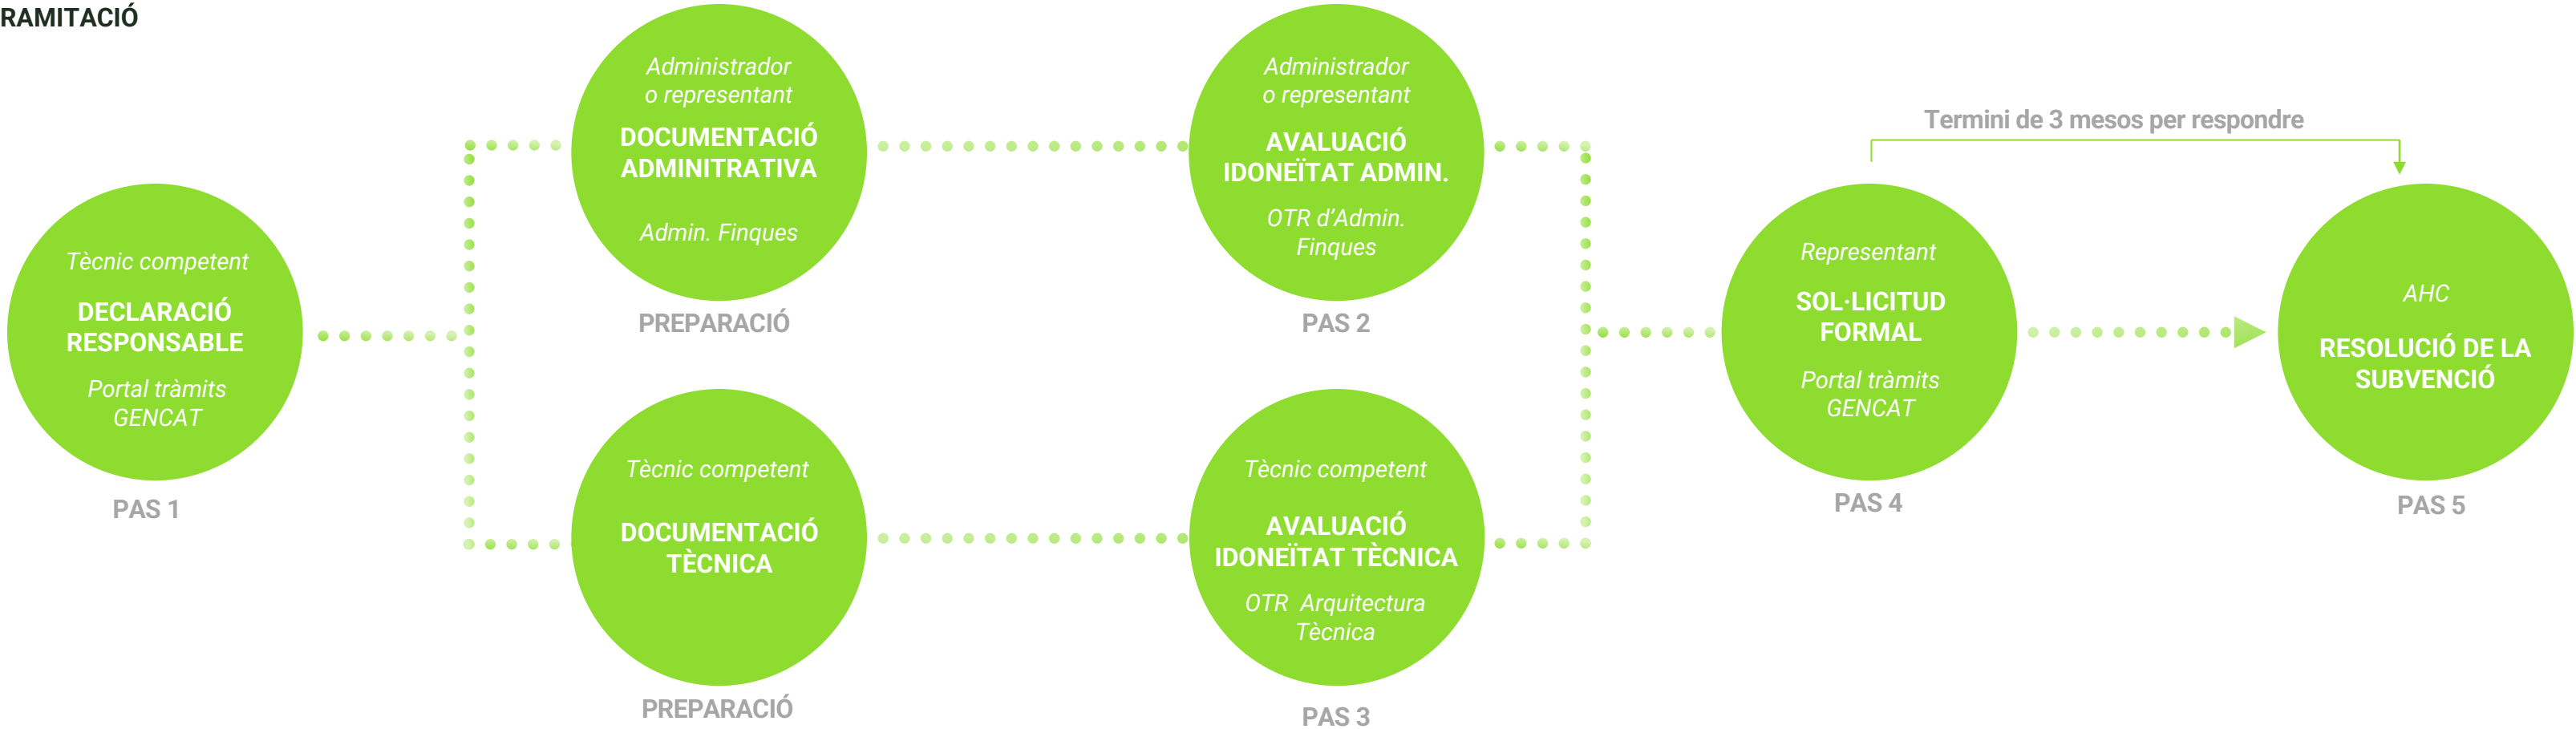 RAMITACIÓ
Tècnic competent
DECLARACIÓ
RESPONSABLE
Portal tràmits
GENCAT
PAS 1
Administrador
o representant
DOCUMENTACIÓ
ADMINITRATIVA
Admin. Finques
PREPARACIÓ
Tècnic competent
DOCUMENTACIÓ
TÈCNICA
PREPARACIÓ
Administrador
o representant
AVALUACIÓ
IDONEÏTAT ADMIN.
OTR d’Admin.
Finques
PAS 2
Tècnic competent
AVALUACIÓ
IDONEÏTAT TÈCNICA
OTR Arquitectura
Tècnica
PAS 3
Representant
SOL·LICITUD
FORMAL
Portal tràmits
GENCAT
PAS 4
Termini de 3 mesos per respondre
AHC
RESOLUCIÓ DE LA
SUBVENCIÓ
PAS 5